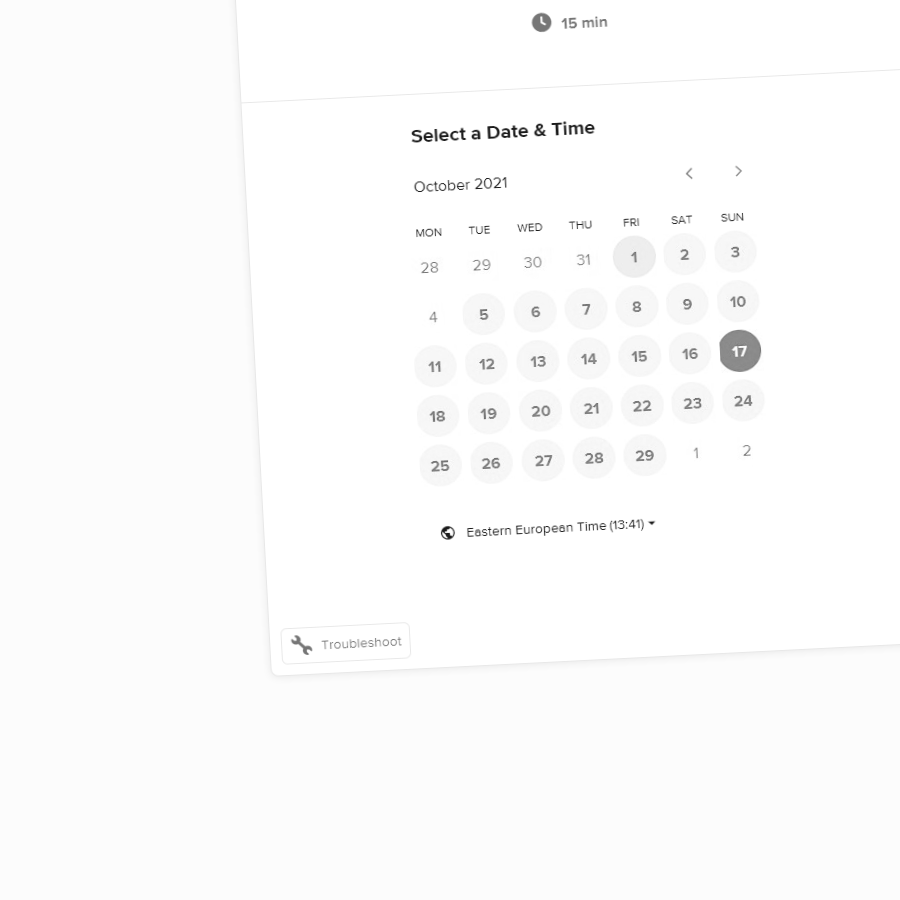 15 min
Select a Date & Time
October 2021
MON TUE WED THU FRI SAT SUN
28 29 30 31 1 2 3
4 5 6 7 8 9 10
11 12 13 14 15 16 17
18 19 20 21 22 23 24
25 26 27 28 29 1 2
Eastern European Time (13:41)
Troubleshoot